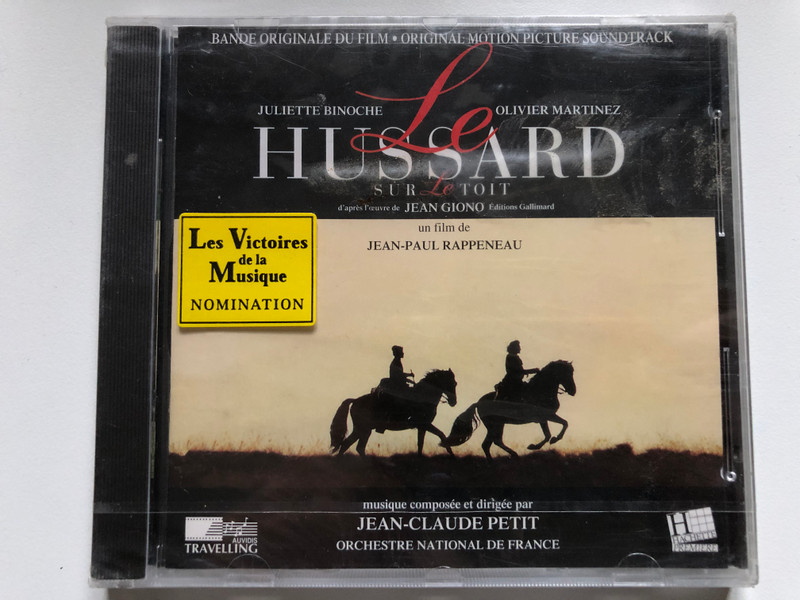 BANDE ORIGINALE DU FILM • ORIGINAL MOTION PICTURE SOUNDTRACK
JULIETTE BINOCHE OLIVIER MARTINEZ
Le
HUSSARD
SUR Le TOIT
d'après l'œuvre de JEAN GIONO Éditions Gallimard
un film de
JEAN-PAUL RAPPENEAU
Les Victoires
de la
Musique
NOMINATION
musique composée et dirigée par
JEAN-CLAUDE PETIT
ORCHESTRE NATIONAL DE FRANCE
AUVIDIS
TRAVELLING
H
HACHETTE
PREMIÈRE